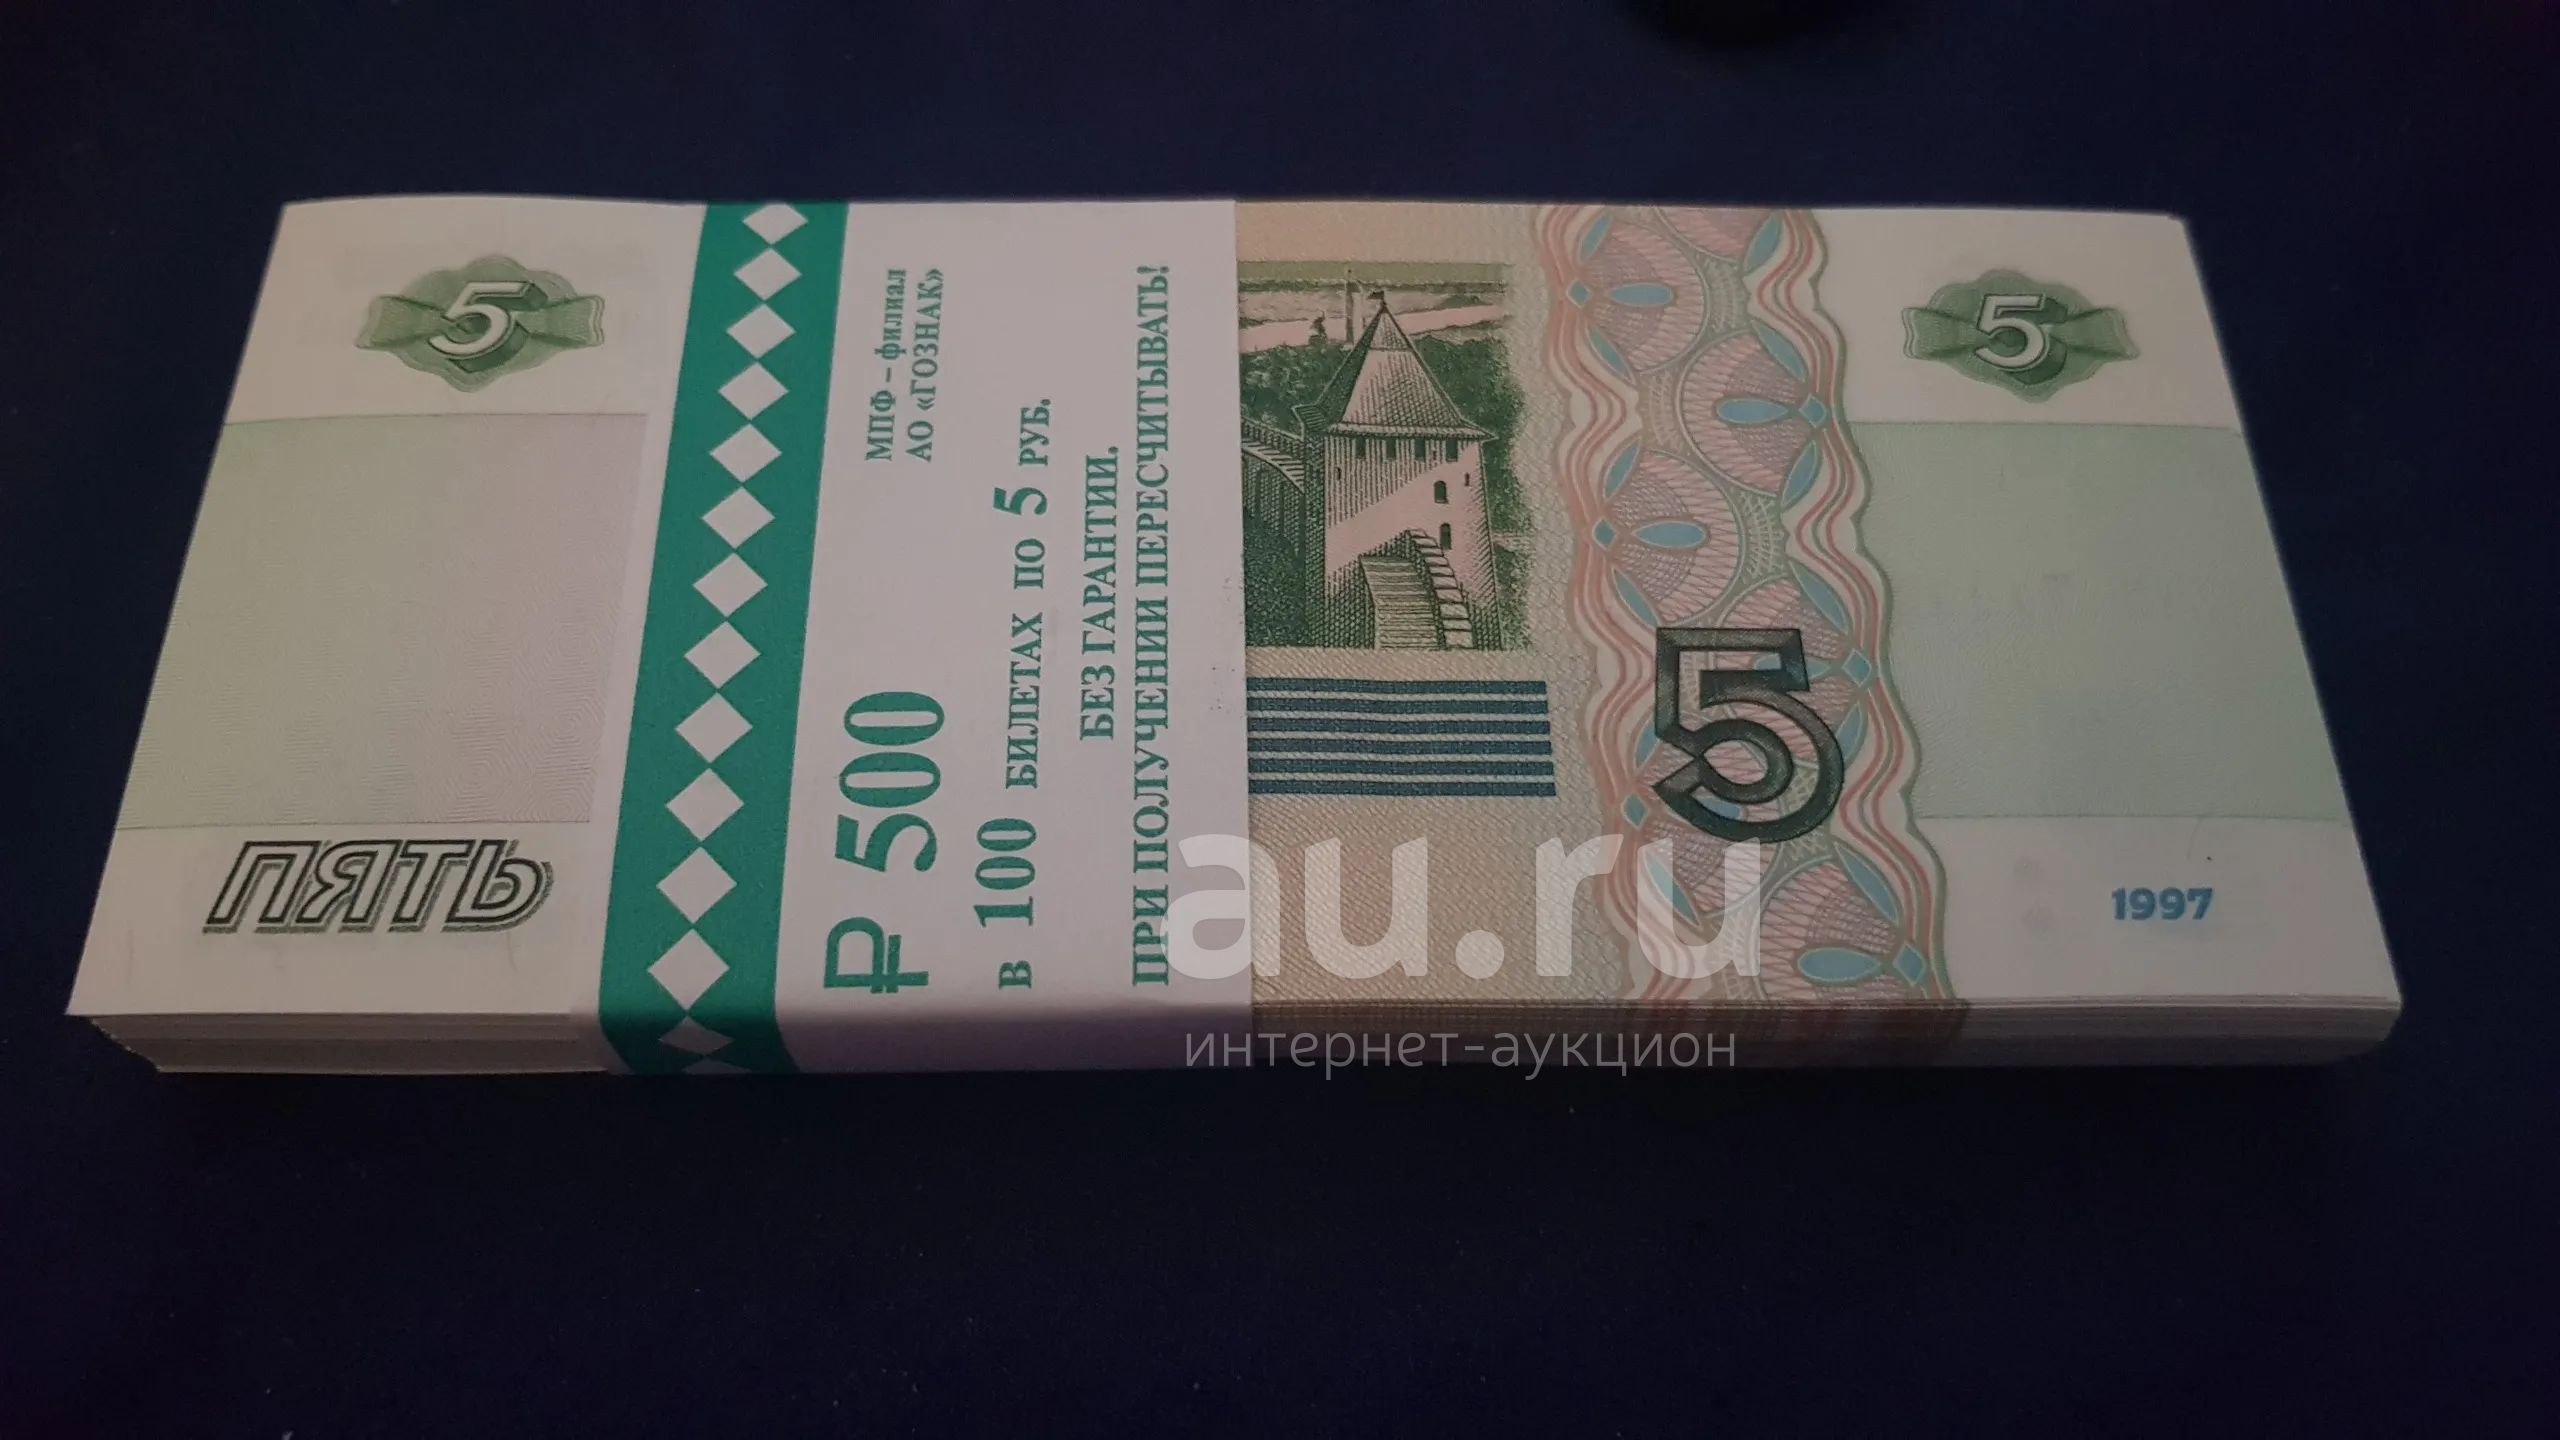 5
ПЯТЬ
МПФ – филиал
АО «ГОЗНАК»
₽ 500
в 100 билетах по 5 руб.
БЕЗ ГАРАНТИИ.
ПРИ ПОЛУЧЕНИИ ПЕРЕСЧИТЫВАТЬ!
5
5
1997
au.ru
интернет-аукцион